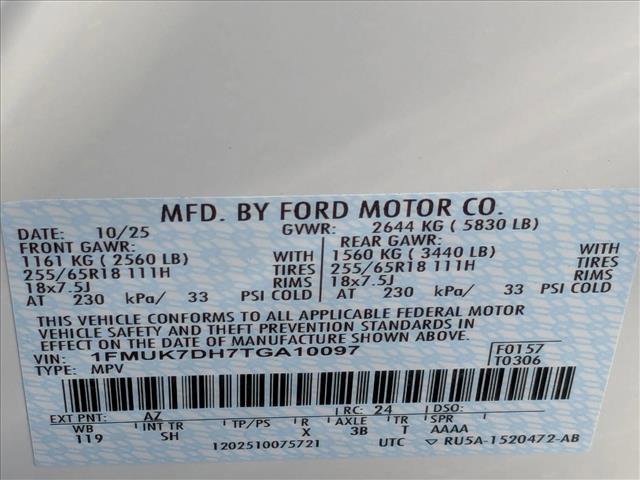 MFD. BY FORD MOTOR CO.
DATE: 10/25 GVWR: 2644 KG ( 5830 LB)
FRONT GAWR: REAR GAWR:
1161 KG ( 2560 LB) WITH 1560 KG ( 3440 LB) WITH
255/65R18 111H TIRES 255/65R18 111H TIRES
18x7.5J RIMS 18x7.5J RIMS
AT 230 kPa/ 33 PSI COLD AT 230 kPa/ 33 PSI COLD
THIS VEHICLE CONFORMS TO ALL APPLICABLE FEDERAL MOTOR
VEHICLE SAFETY AND THEFT PREVENTION STANDARDS IN
EFFECT ON THE DATE OF MANUFACTURE SHOWN ABOVE.
VIN: 1FMUK7DH7TGA10097 F0157
TYPE: MPV T0306
EXT PNT: AZ RC: 24 DSO:
WB INT TR TP/PS R AXLE TR SPR
119 SH X 3B T AAAA
1202510075721 UTC ▽ RU5A-1520472-AB